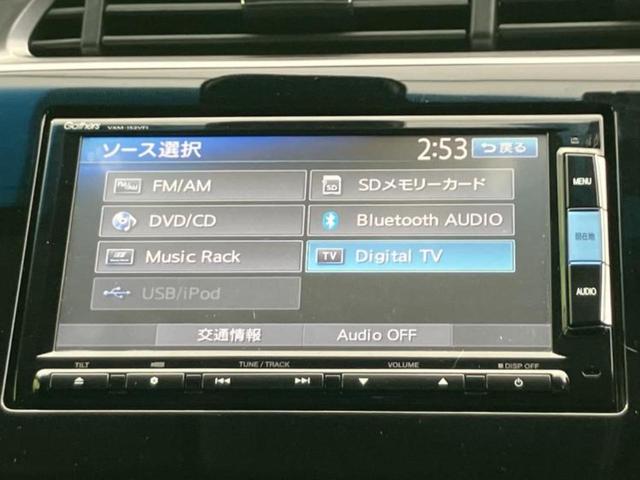 Gathers
ソース選択 2:53 戻る
FM/AM SDメモリーカード
SD
DVD/CD Bluetooth AUDIO
Music Rack TV Digital TV
USB/iPod
交通情報 Audio OFF
MENU
現在地
AUDIO
TILT TUNE / TRACK VOLUME DISP OFF